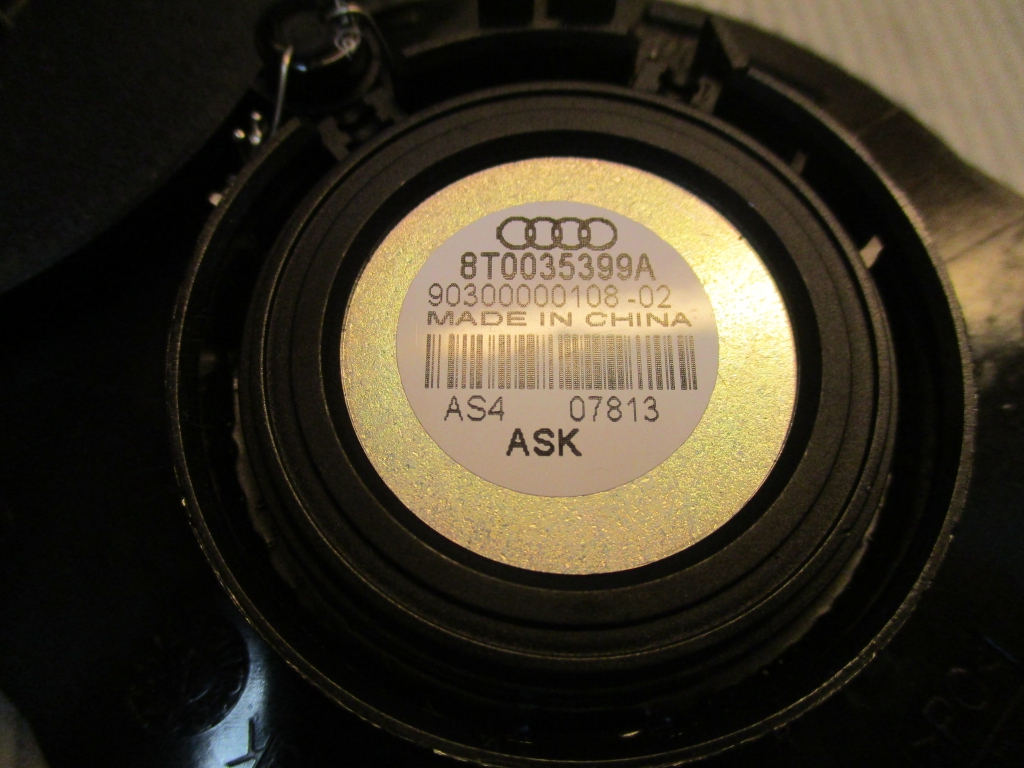 8T0035399A
90300000108-02
MADE IN CHINA
AS4 07813
ASK